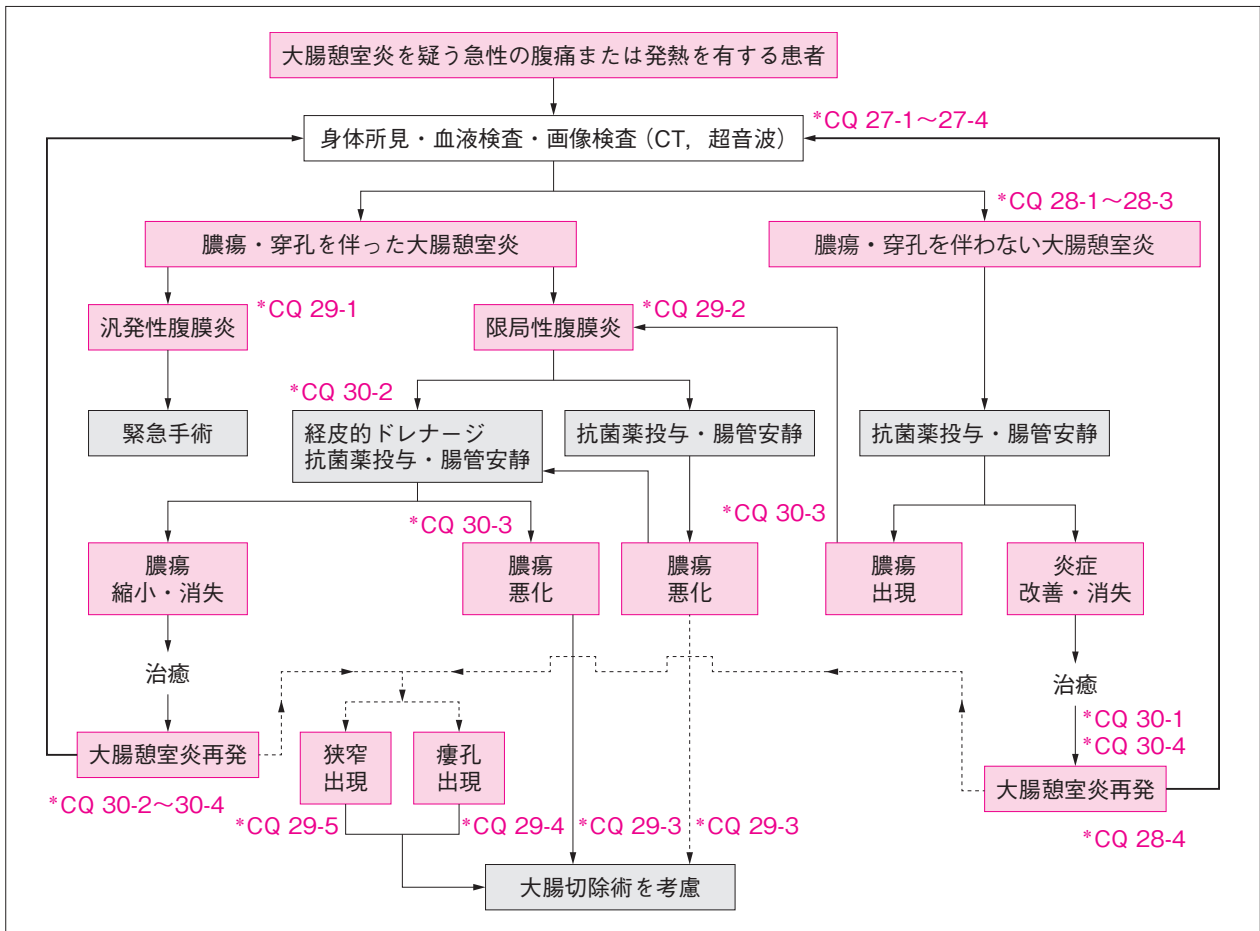 大腸憩室炎を疑う急性の腹痛または発熱を有する患者
*CQ 27-1〜27-4
身体所見・血液検査・画像検査（CT，超音波）
*CQ 28-1〜28-3
膿瘍・穿孔を伴った大腸憩室炎
膿瘍・穿孔を伴わない大腸憩室炎
*CQ 29-1
*CQ 29-2
汎発性腹膜炎
限局性腹膜炎
*CQ 30-2
緊急手術
経皮的ドレナージ
抗菌薬投与・腸管安静
抗菌薬投与・腸管安静
抗菌薬投与・腸管安静
*CQ 30-3
*CQ 30-3
膿瘍
縮小・消失
膿瘍
悪化
膿瘍
悪化
膿瘍
出現
炎症
改善・消失
治癒
治癒
*CQ 30-1
*CQ 30-4
大腸憩室炎再発
狭窄
出現
瘻孔
出現
大腸憩室炎再発
*CQ 30-2〜30-4
*CQ 29-5
*CQ 29-4
*CQ 29-3
*CQ 29-3
*CQ 28-4
大腸切除術を考慮